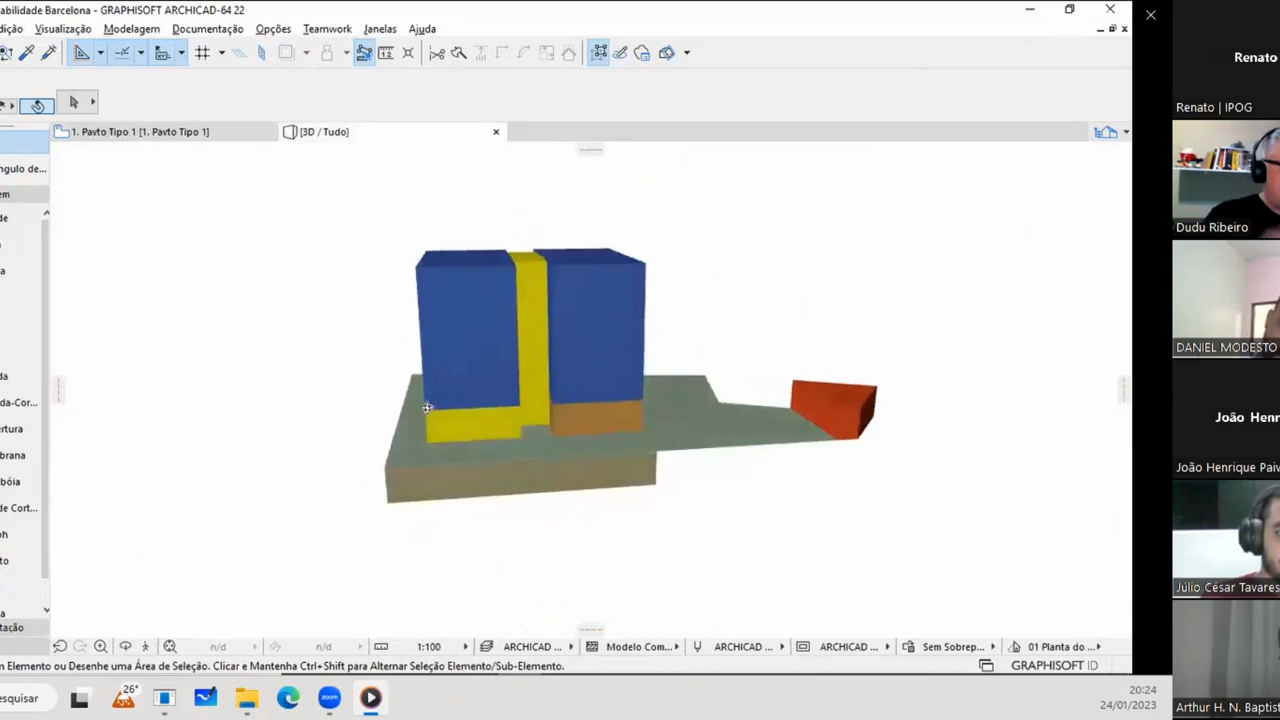 abilidade Barcelona - GRAPHISOFT ARCHICAD-64 22
dição Visualização Modelagem Documentação Opções Teamwork Janelas Ajuda
1. Pavto Tipo 1 [1. Pavto Tipo 1]
[3D / Tudo]
ngulo de...
em
de
a
da
da-Cor...
ertura
brana
bóia
de Cort...
ph
to
a
tação
n/d
n/d
1:100
ARCHICAD ...
Modelo Com...
ARCHICAD ...
ARCHICAD ...
Sem Sobrep...
01 Planta do ...
m Elemento ou Desenhe uma Área de Seleção. Clicar e Mantenha Ctrl+Shift para Alternar Seleção Elemento/Sub-Elemento.
GRAPHISOFT ID
esquisar
26°
zoom
20:24
24/01/2023
Renato
Renato | IPOG
Dudu Ribeiro
DANIEL MODESTO
João Henr
João Henrique Paiv
Júlio César Tavares
Arthur H. N. Baptis